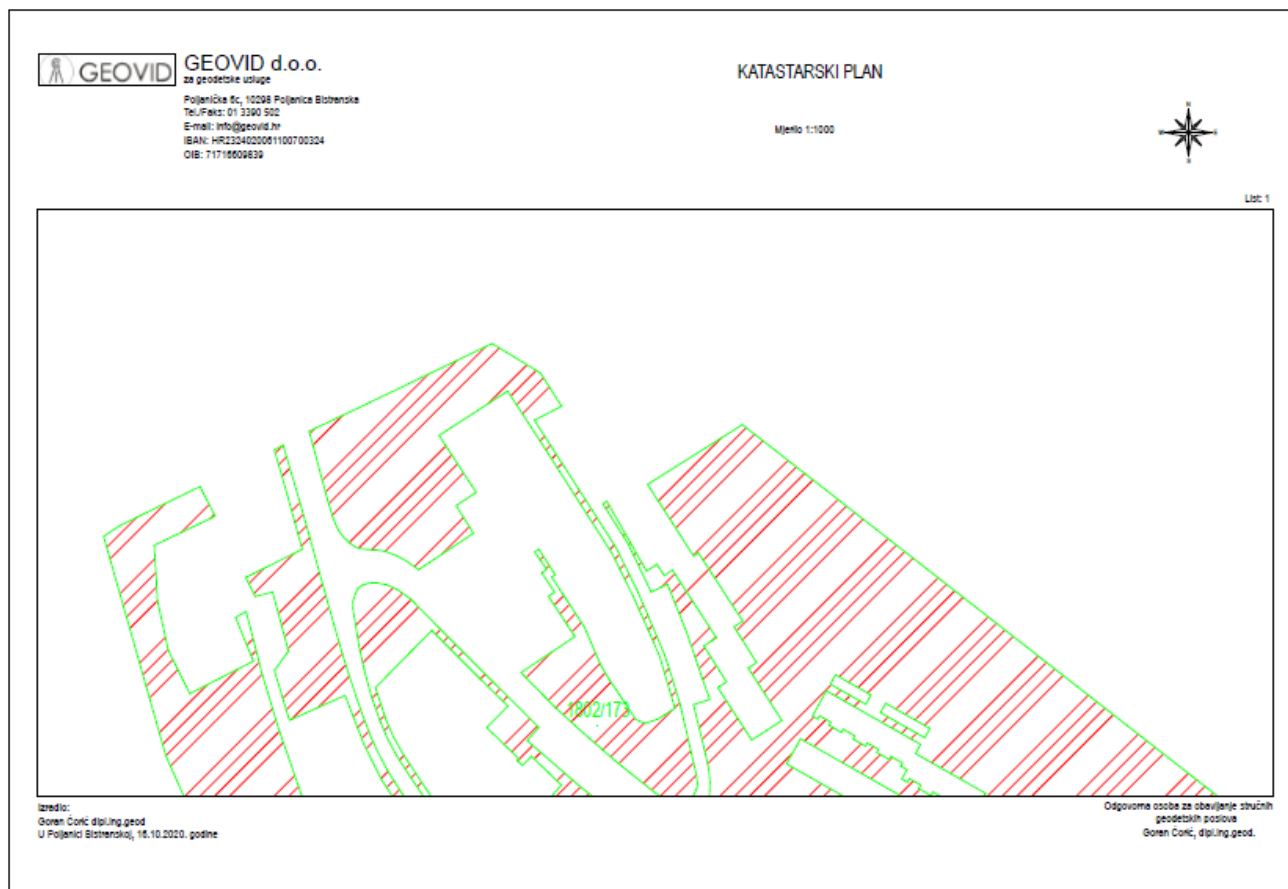 GEOVID
GEOVID d.o.o.
za geodetske usluge
Poljanička 6c, 10298 Poljanica Bistranska
Tel./Faks: 01 3390 502
E-mail: info@geovid.hr
IBAN: HR2324020061100700324
OIB: 71716609839
KATASTARSKI PLAN
Mjerilo 1:1000
N
W
S
List: 1
1802/173
Izradio:
Goran Čorić dipl.ing.geod
U Poljanici Bistranskoj, 16.10.2020. godine
Odgovorna osoba za obavljanje stručnih
geodetskih poslova
Goran Čorić, dipl.ing.geod.